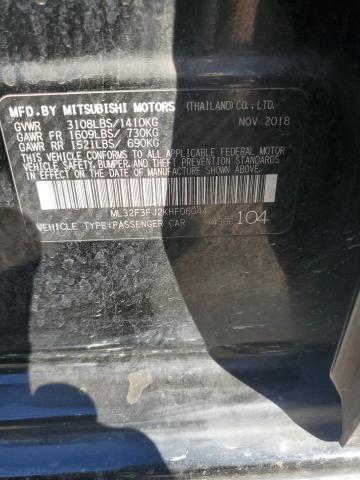 MFD. BY MITSUBISHI MOTORS (THAILAND) CO., LTD.
GVWR 3108LBS/1410KG NOV 2018
GAWR FR 1609LBS/ 730KG
GAWR RR 1521LBS/ 690KG
THIS VEHICLE CONFORMS TO ALL APPLICABLE FEDERAL MOTOR
VEHICLE SAFETY, BUMPER AND THEFT PREVENTION STANDARDS
IN EFFECT ON THE DATE OF MANUFACTURE SHOWN ABOVE.
ML32F3FJ2KHF06044
VEHICLE TYPE:PASSENGER CAR 104